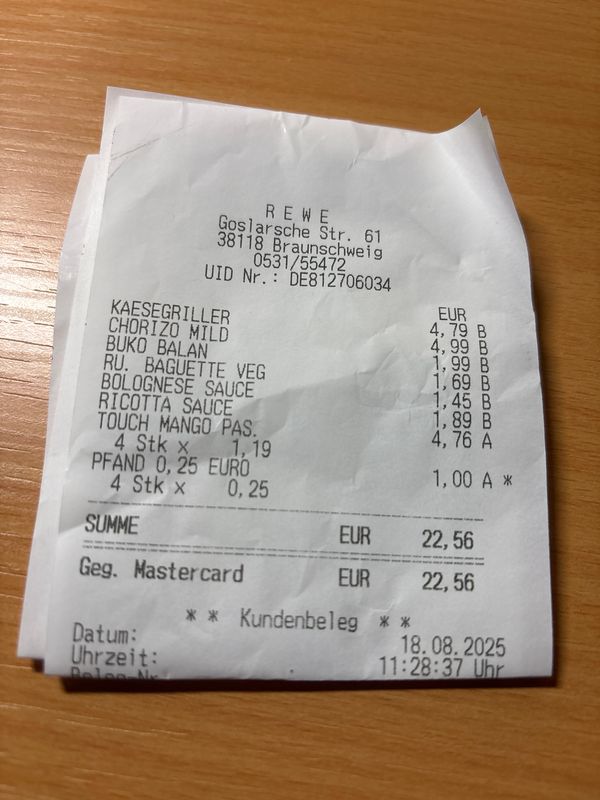 R E W E
Goslarsche Str. 61
38118 Braunschweig
0531/55472
UID Nr.: DE812706034
EUR
KAESEGRILLER 4,79 B
CHORIZO MILD 4,99 B
BUKO BALAN 1,99 B
RU. BAGUETTE VEG 1,69 B
BOLOGNESE SAUCE 1,45 B
RICOTTA SAUCE 1,89 B
TOUCH MANGO PAS. 4,76 A
4 Stk x 1,19
PFAND 0,25 EURO 1,00 A *
4 Stk x 0,25
SUMME EUR 22,56
Geg. Mastercard EUR 22,56
* * Kundenbeleg * *
Datum: 18.08.2025
Uhrzeit: 11:28:37 Uhr
Beleg-Nr.